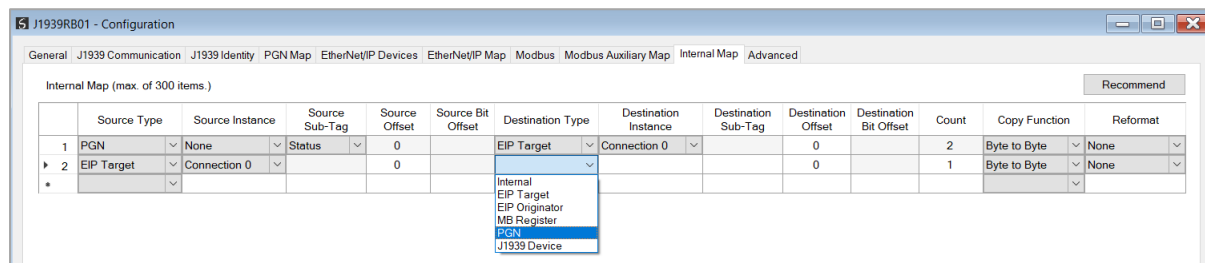 J1939RB01 - Configuration
General J1939 Communication J1939 Identity PGN Map EtherNet/IP Devices EtherNet/IP Map Modbus Modbus Auxiliary Map Internal Map Advanced
Internal Map (max. of 300 items.) Recommend
Source Type Source Instance Source Sub-Tag Source Offset Source Bit Offset Destination Type Destination Instance Destination Sub-Tag Destination Offset Destination Bit Offset Count Copy Function Reformat
1 PGN None Status 0 EIP Target Connection 0 0 2 Byte to Byte None
2 EIP Target Connection 0 0 0 1 Byte to Byte None
Internal
EIP Target
EIP Originator
MB Register
PGN
J1939 Device